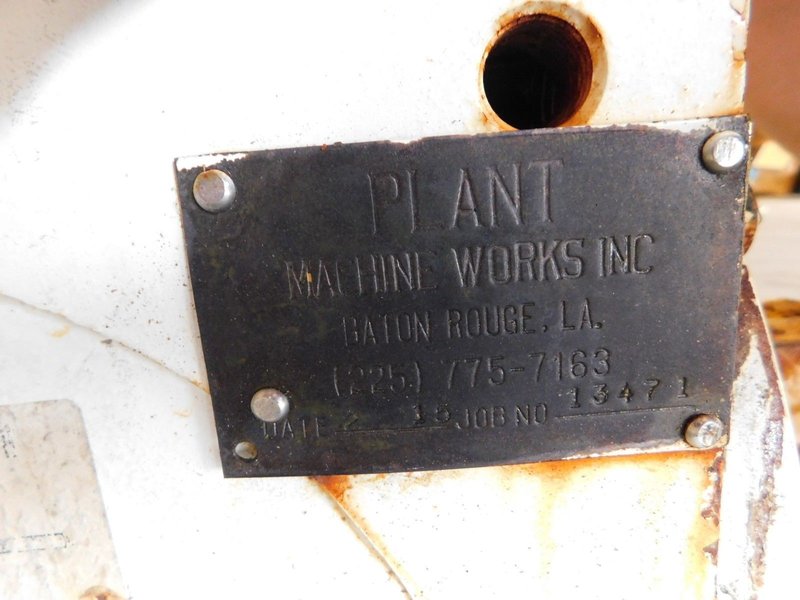 PLANT
MACHINE WORKS INC
BATON ROUGE, LA.
(225) 775-7163
DATE 2 15 JOB NO 13471